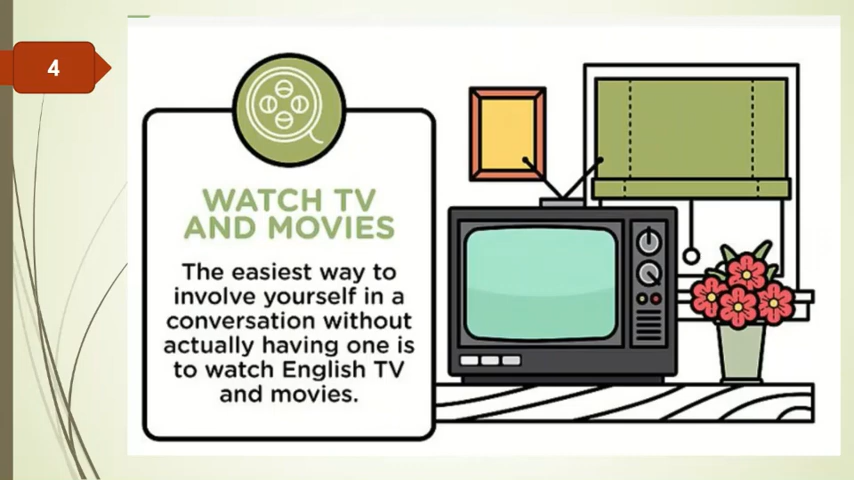 4
WATCH TV
AND MOVIES
The easiest way to
involve yourself in a
conversation without
actually having one is
to watch English TV
and movies.